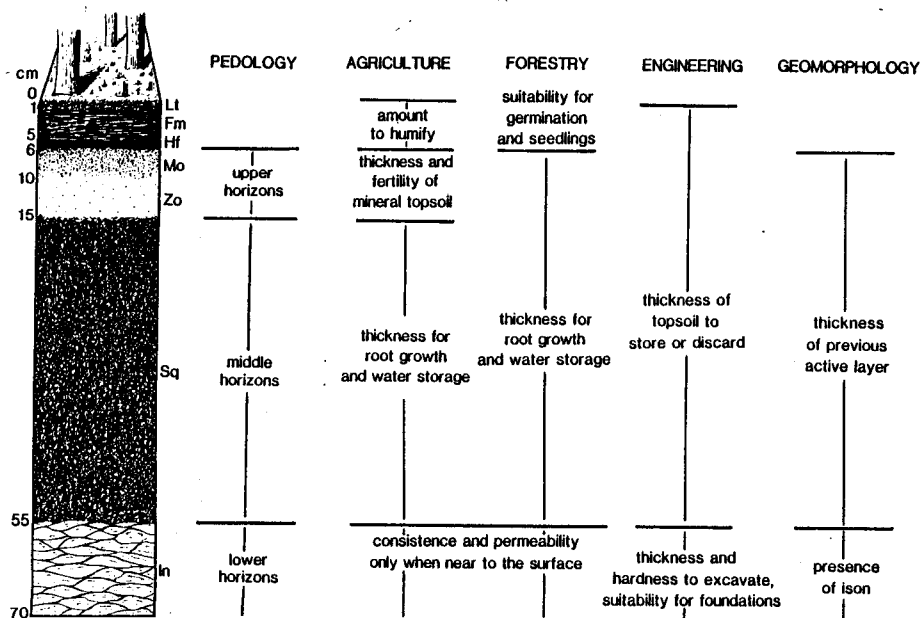 cm
0
1
5
6
10
15
55
70
Lt
Fm
Hf
Mo
Zo
Sq
In
PEDOLOGY
upper
horizons
middle
horizons
lower
horizons
AGRICULTURE
amount
to humify
thickness and
fertility of
mineral topsoil
thickness for
root growth
and water storage
FORESTRY
suitability for
germination
and seedlings
thickness for
root growth
and water storage
consistence and permeability
only when near to the surface
ENGINEERING
thickness of
topsoil to
store or discard
thickness and
hardness to excavate,
suitability for foundations
GEOMORPHOLOGY
thickness
of previous
active layer
presence
of ison